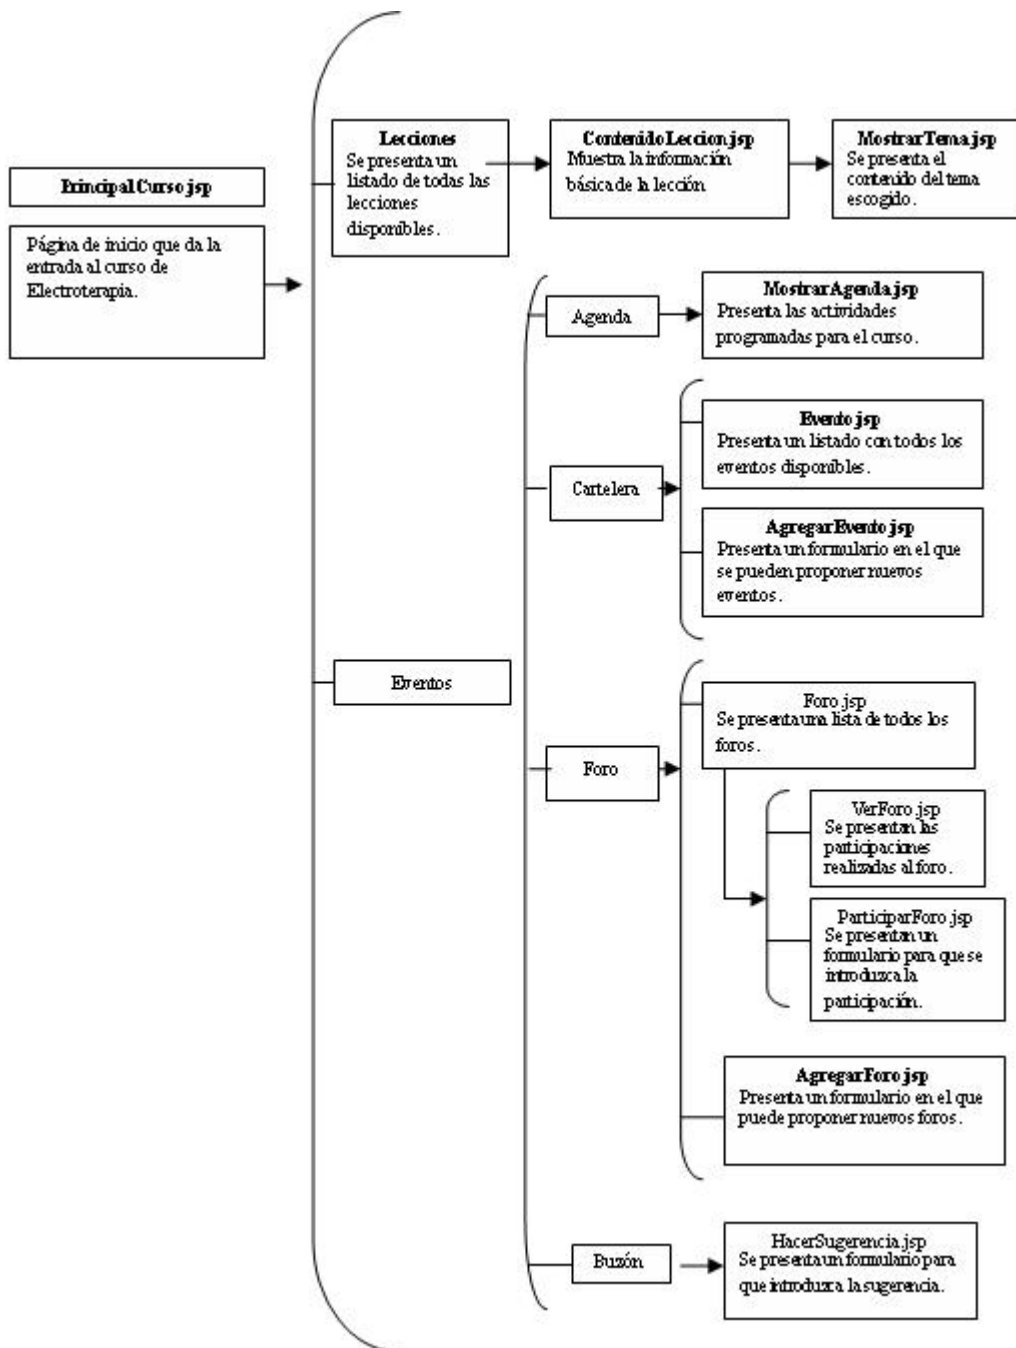 PrincipalCurso.jsp
Página de inicio que da la
entrada al curso de
Electroterapia.
Lecciones
Se presenta un
listado de todas las
lecciones
disponibles.
ContenidoLeccion.jsp
Muestra la información
básica de la lección
MostrarTema.jsp
Se presenta el
contenido del tema
escogido.
Eventos
Agenda
MostrarAgenda.jsp
Presenta las actividades
programadas para el curso.
Cartelera
Evento.jsp
Presenta un listado con todos los
eventos disponibles.
AgregarEvento.jsp
Presenta un formulario en el que
se pueden proponer nuevos
eventos.
Foro
Foro.jsp
Se presenta una lista de todos los
foros.
VerForo.jsp
Se presentan las
participaciones
realizadas al foro.
ParticiparForo.jsp
Se presentan un
formulario para que se
introduzca la
participación.
AgregarForo.jsp
Presenta un formulario en el que
puede proponer nuevos foros.
Buzón
HacerSugerencia.jsp
Se presenta un formulario para
que introduzca la sugerencia.